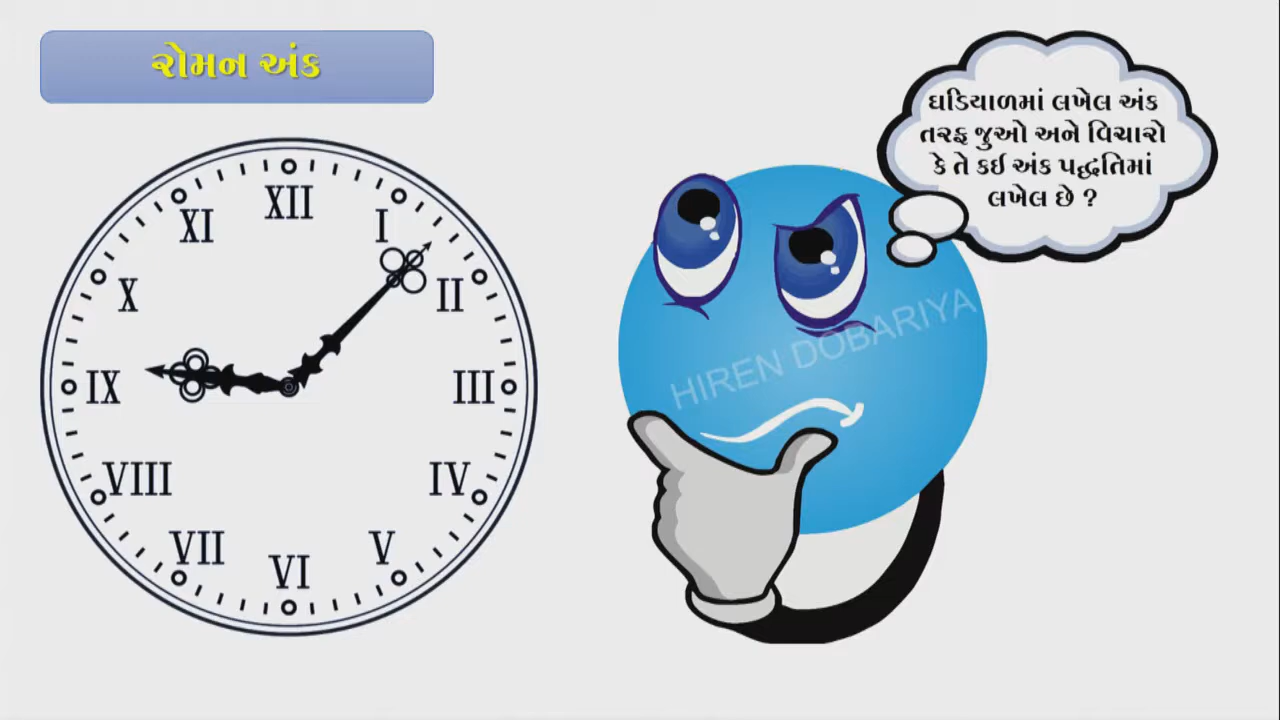 રોમન અંક
ઘડિયાળમાં લખેલ અંક
તરફ જુઓ અને વિચારો
કે તે કઈ અંક પદ્ધતિમાં
લખેલ છે ?
XII
XI
I
X
II
IX
III
VIII
IV
VII
V
VI
HIREN DOBARIYA